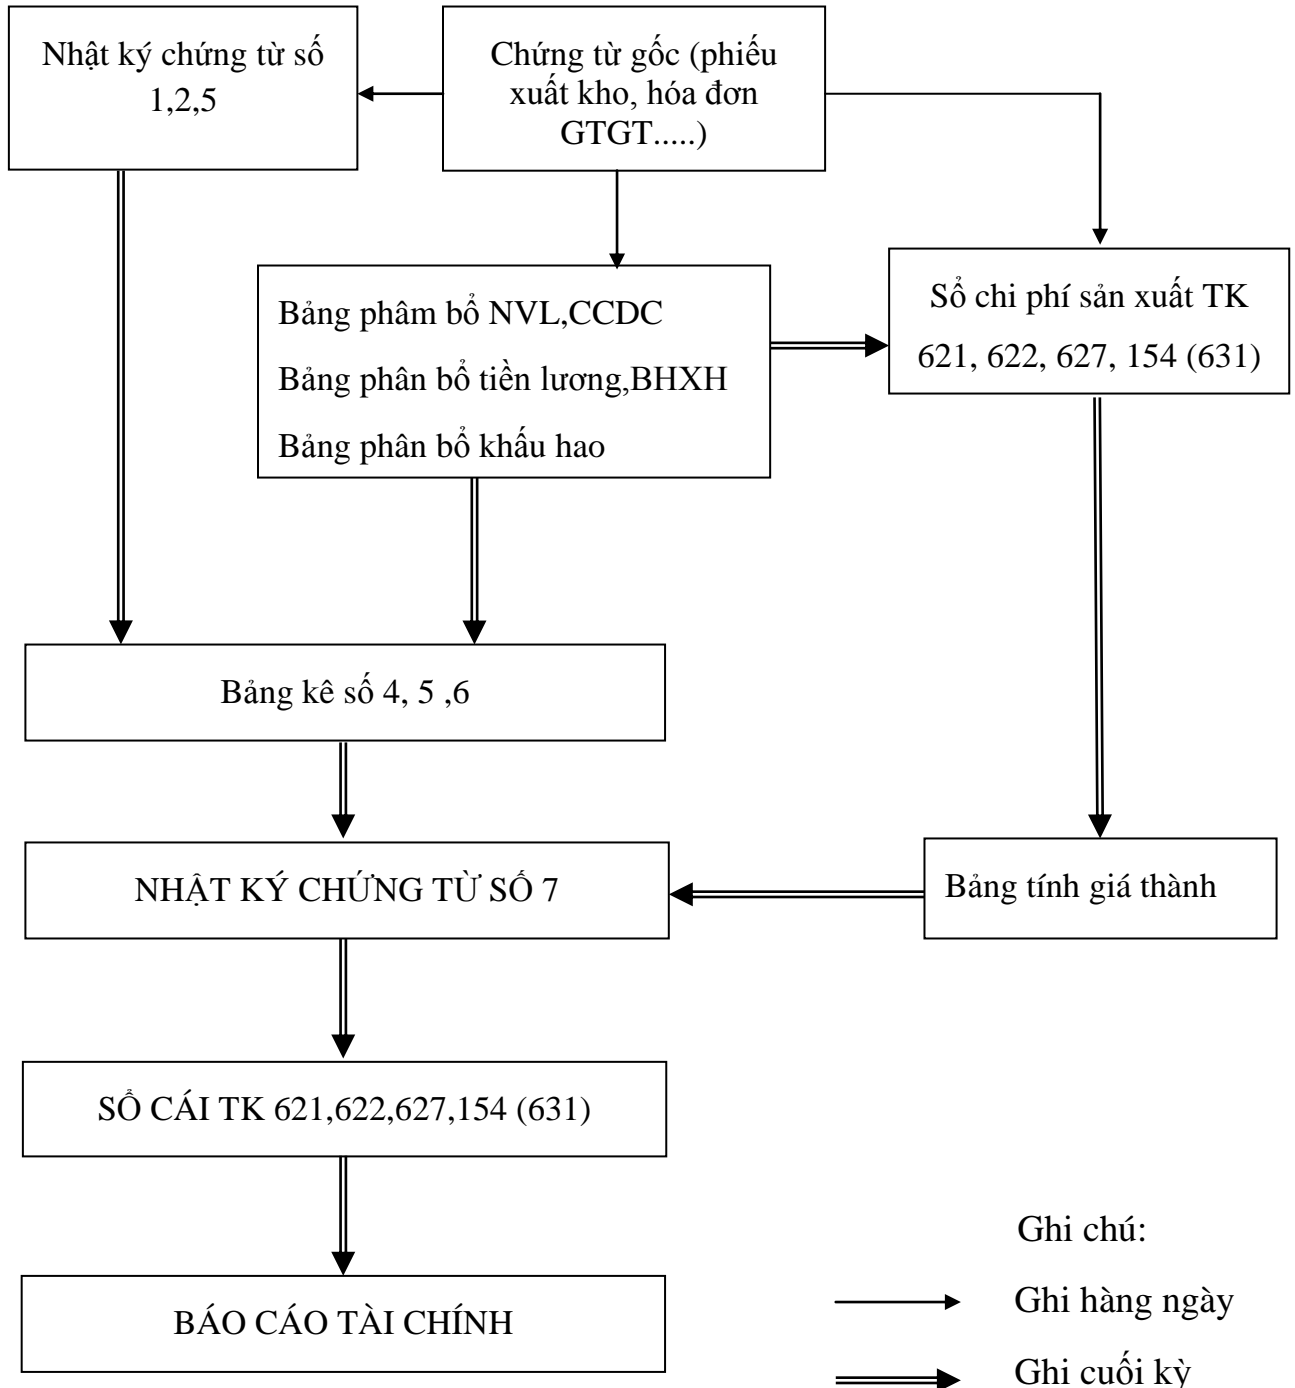 Nhật ký chứng từ số
1,2,5
Chứng từ gốc (phiếu
xuất kho, hóa đơn
GTGT.....)
Bảng phâm bổ NVL,CCDC
Bảng phân bổ tiền lương,BHXH
Bảng phân bổ khấu hao
Sổ chi phí sản xuất TK
621, 622, 627, 154 (631)
Bảng kê số 4, 5 ,6
NHẬT KÝ CHỨNG TỪ SỐ 7
Bảng tính giá thành
SỔ CÁI TK 621,622,627,154 (631)
BÁO CÁO TÀI CHÍNH
Ghi chú:
Ghi hàng ngày
Ghi cuối kỳ